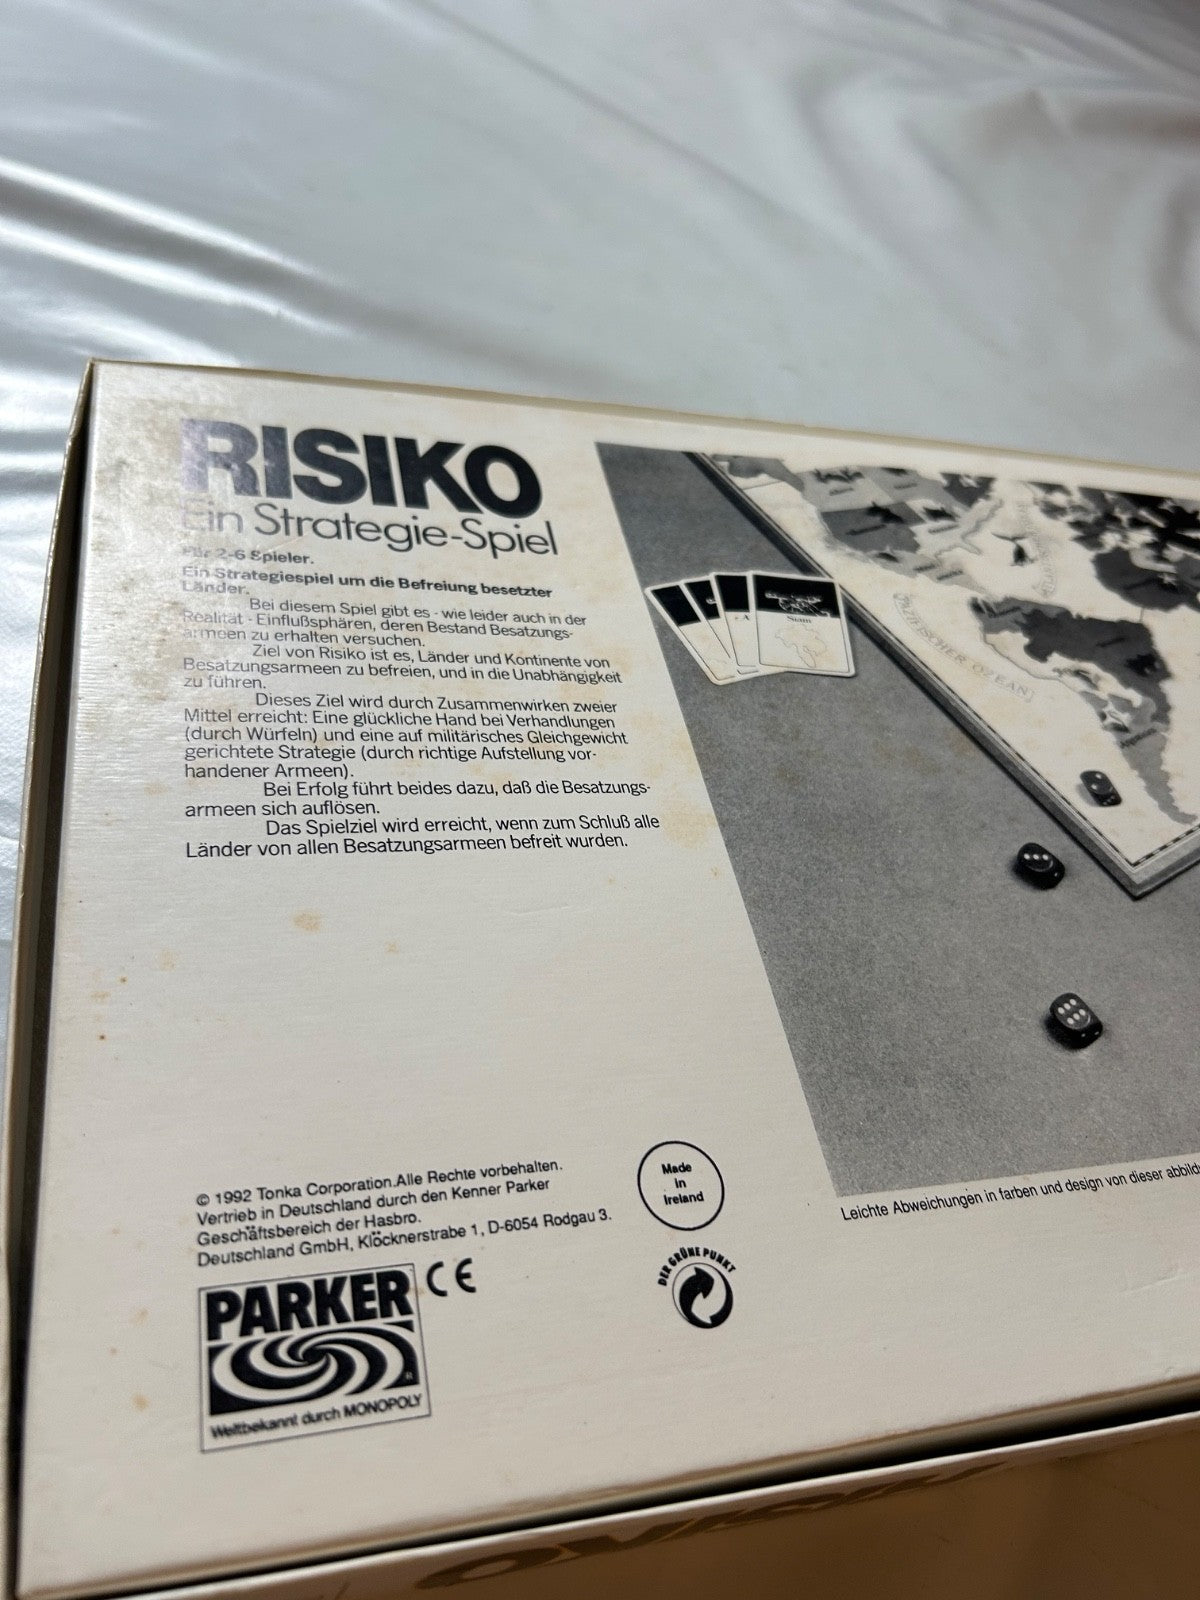 RISIKO
Ein Strategie-Spiel
Für 2-6 Spieler.
Ein Strategiespiel um die Befreiung besetzter
Länder.
Bei diesem Spiel gibt es - wie leider auch in der
Realität - Einflußsphären, deren Bestand Besatzungs-
armeen zu erhalten versuchen.
Ziel von Risiko ist es, Länder und Kontinente von
Besatzungsarmeen zu befreien, und in die Unabhängigkeit
zu führen.
Dieses Ziel wird durch Zusammenwirken zweier
Mittel erreicht: Eine glückliche Hand bei Verhandlungen
(durch Würfeln) und eine auf militärisches Gleichgewicht
gerichtete Strategie (durch richtige Aufstellung vor-
handener Armeen).
Bei Erfolg führt beides dazu, daß die Besatzungs-
armeen sich auflösen.
Das Spielziel wird erreicht, wenn zum Schluß alle
Länder von allen Besatzungsarmeen befreit wurden.
Siam
OZEAN
Leichte Abweichungen in farben und design von dieser abbild
© 1992 Tonka Corporation.Alle Rechte vorbehalten.
Vertrieb in Deutschland durch den Kenner Parker
Geschäftsbereich der Hasbro.
Deutschland GmbH, Klöcknerstrabe 1, D-6054 Rodgau 3.
Made
in
Ireland
DER GRÜNE PUNKT
PARKER
CE
Weltbekannt durch MONOPOLY